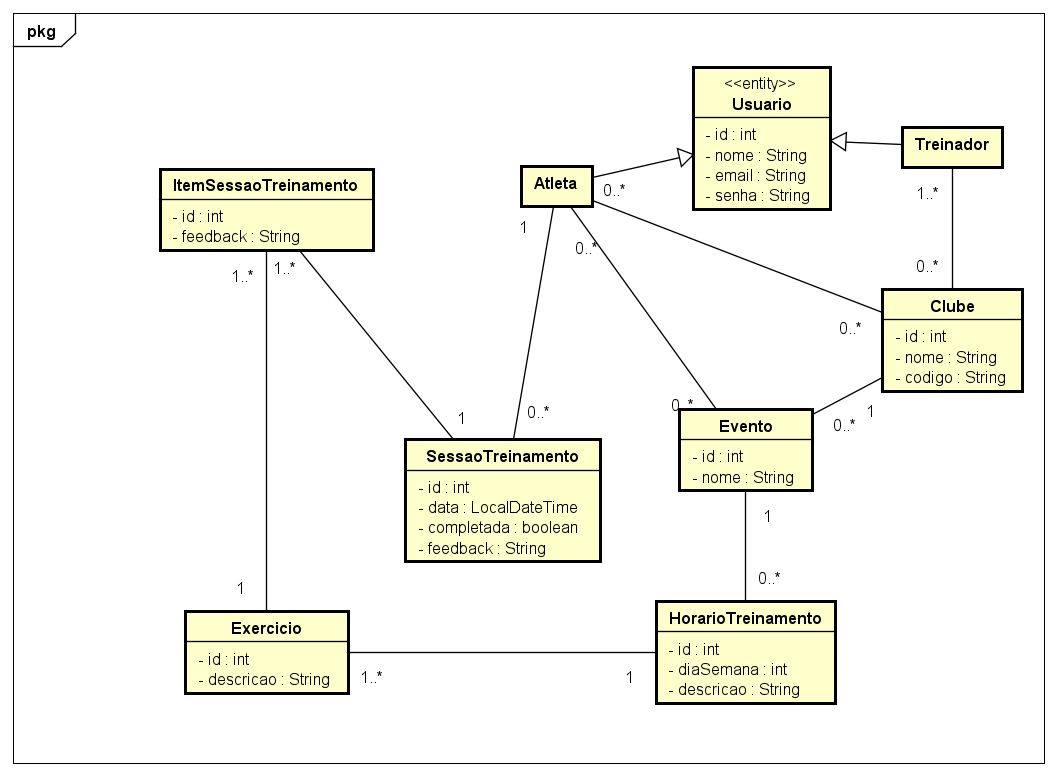 pkg
<<entity>>
Usuario
- id : int
- nome : String
- email : String
- senha : String
Treinador
1..*
0..*
Atleta
0..*
1
0..*
ItemSessaoTreinamento
- id : int
- feedback : String
1..*
1..*
Clube
- id : int
- nome : String
- codigo : String
0..*
1
0..*
0..*
Evento
- id : int
- nome : String
1
0..*
1
0..*
SessaoTreinamento
- id : int
- data : LocalDateTime
- completada : boolean
- feedback : String
1
Exercicio
- id : int
- descricao : String
1..*
1
HorarioTreinamento
- id : int
- diaSemana : int
- descricao : String